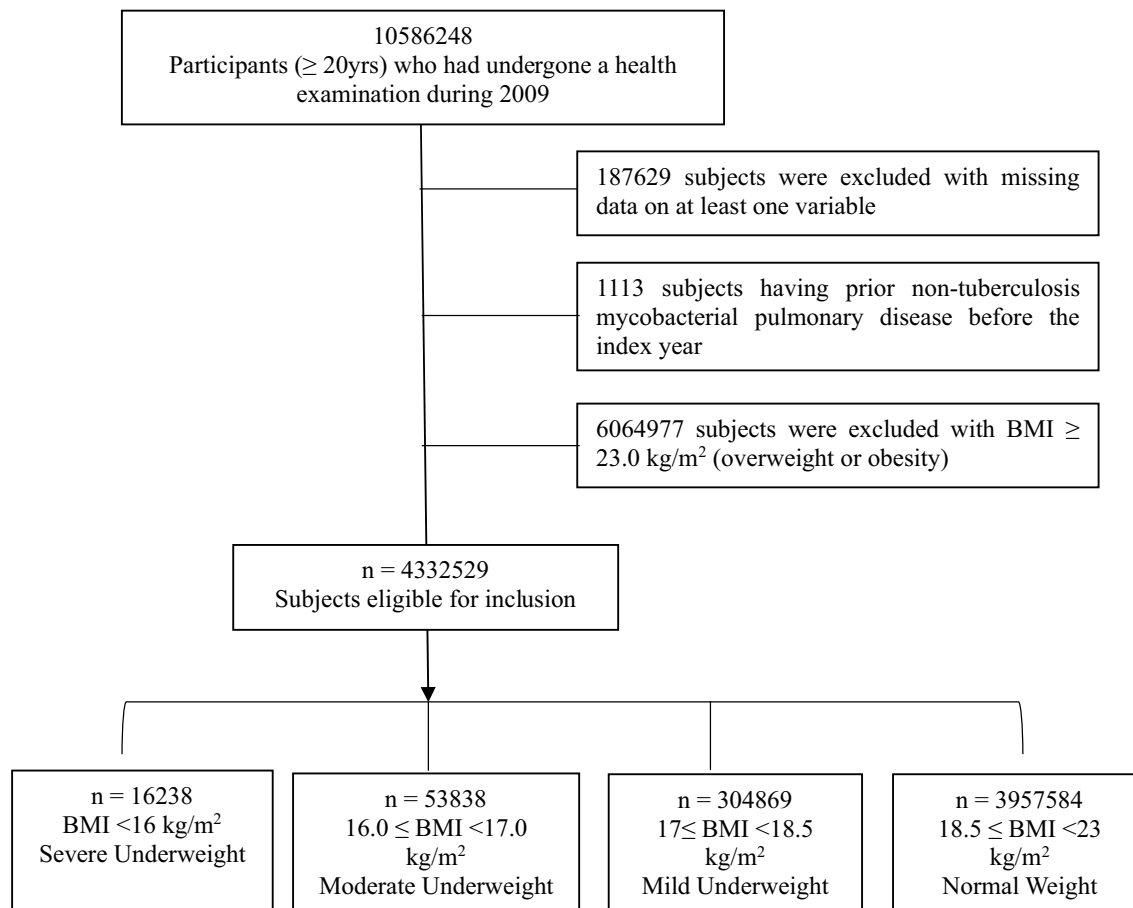 10586248
Participants (≥ 20yrs) who had undergone a health
examination during 2009
187629 subjects were excluded with missing
data on at least one variable
1113 subjects having prior non-tuberculosis
mycobacterial pulmonary disease before the
index year
6064977 subjects were excluded with BMI ≥
23.0 kg/m² (overweight or obesity)
n = 4332529
Subjects eligible for inclusion
n = 16238
BMI <16 kg/m²
Severe Underweight
n = 53838
16.0 ≤ BMI <17.0
kg/m²
Moderate Underweight
n = 304869
17≤ BMI <18.5
kg/m²
Mild Underweight
n = 3957584
18.5 ≤ BMI <23
kg/m²
Normal Weight